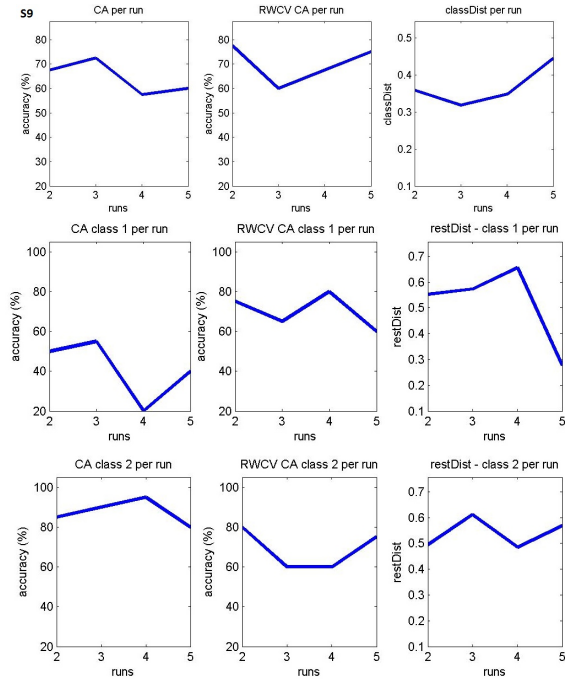 S9
CA per run
accuracy (%)
80
70
60
50
40
30
20
2 3 4 5
runs
RWCV CA per run
accuracy (%)
80
70
60
50
40
30
20
2 3 4 5
runs
classDist per run
classDist
0.5
0.4
0.3
0.2
0.1
2 3 4 5
runs
CA class 1 per run
accuracy (%)
100
80
60
40
20
2 3 4 5
runs
RWCV CA class 1 per run
accuracy (%)
100
80
60
40
20
2 3 4 5
runs
restDist - class 1 per run
restDist
0.7
0.6
0.5
0.4
0.3
0.2
0.1
2 3 4 5
runs
CA class 2 per run
accuracy (%)
100
80
60
40
20
2 3 4 5
runs
RWCV CA class 2 per run
accuracy (%)
100
80
60
40
20
2 3 4 5
runs
restDist - class 2 per run
restDist
0.7
0.6
0.5
0.4
0.3
0.2
0.1
2 3 4 5
runs